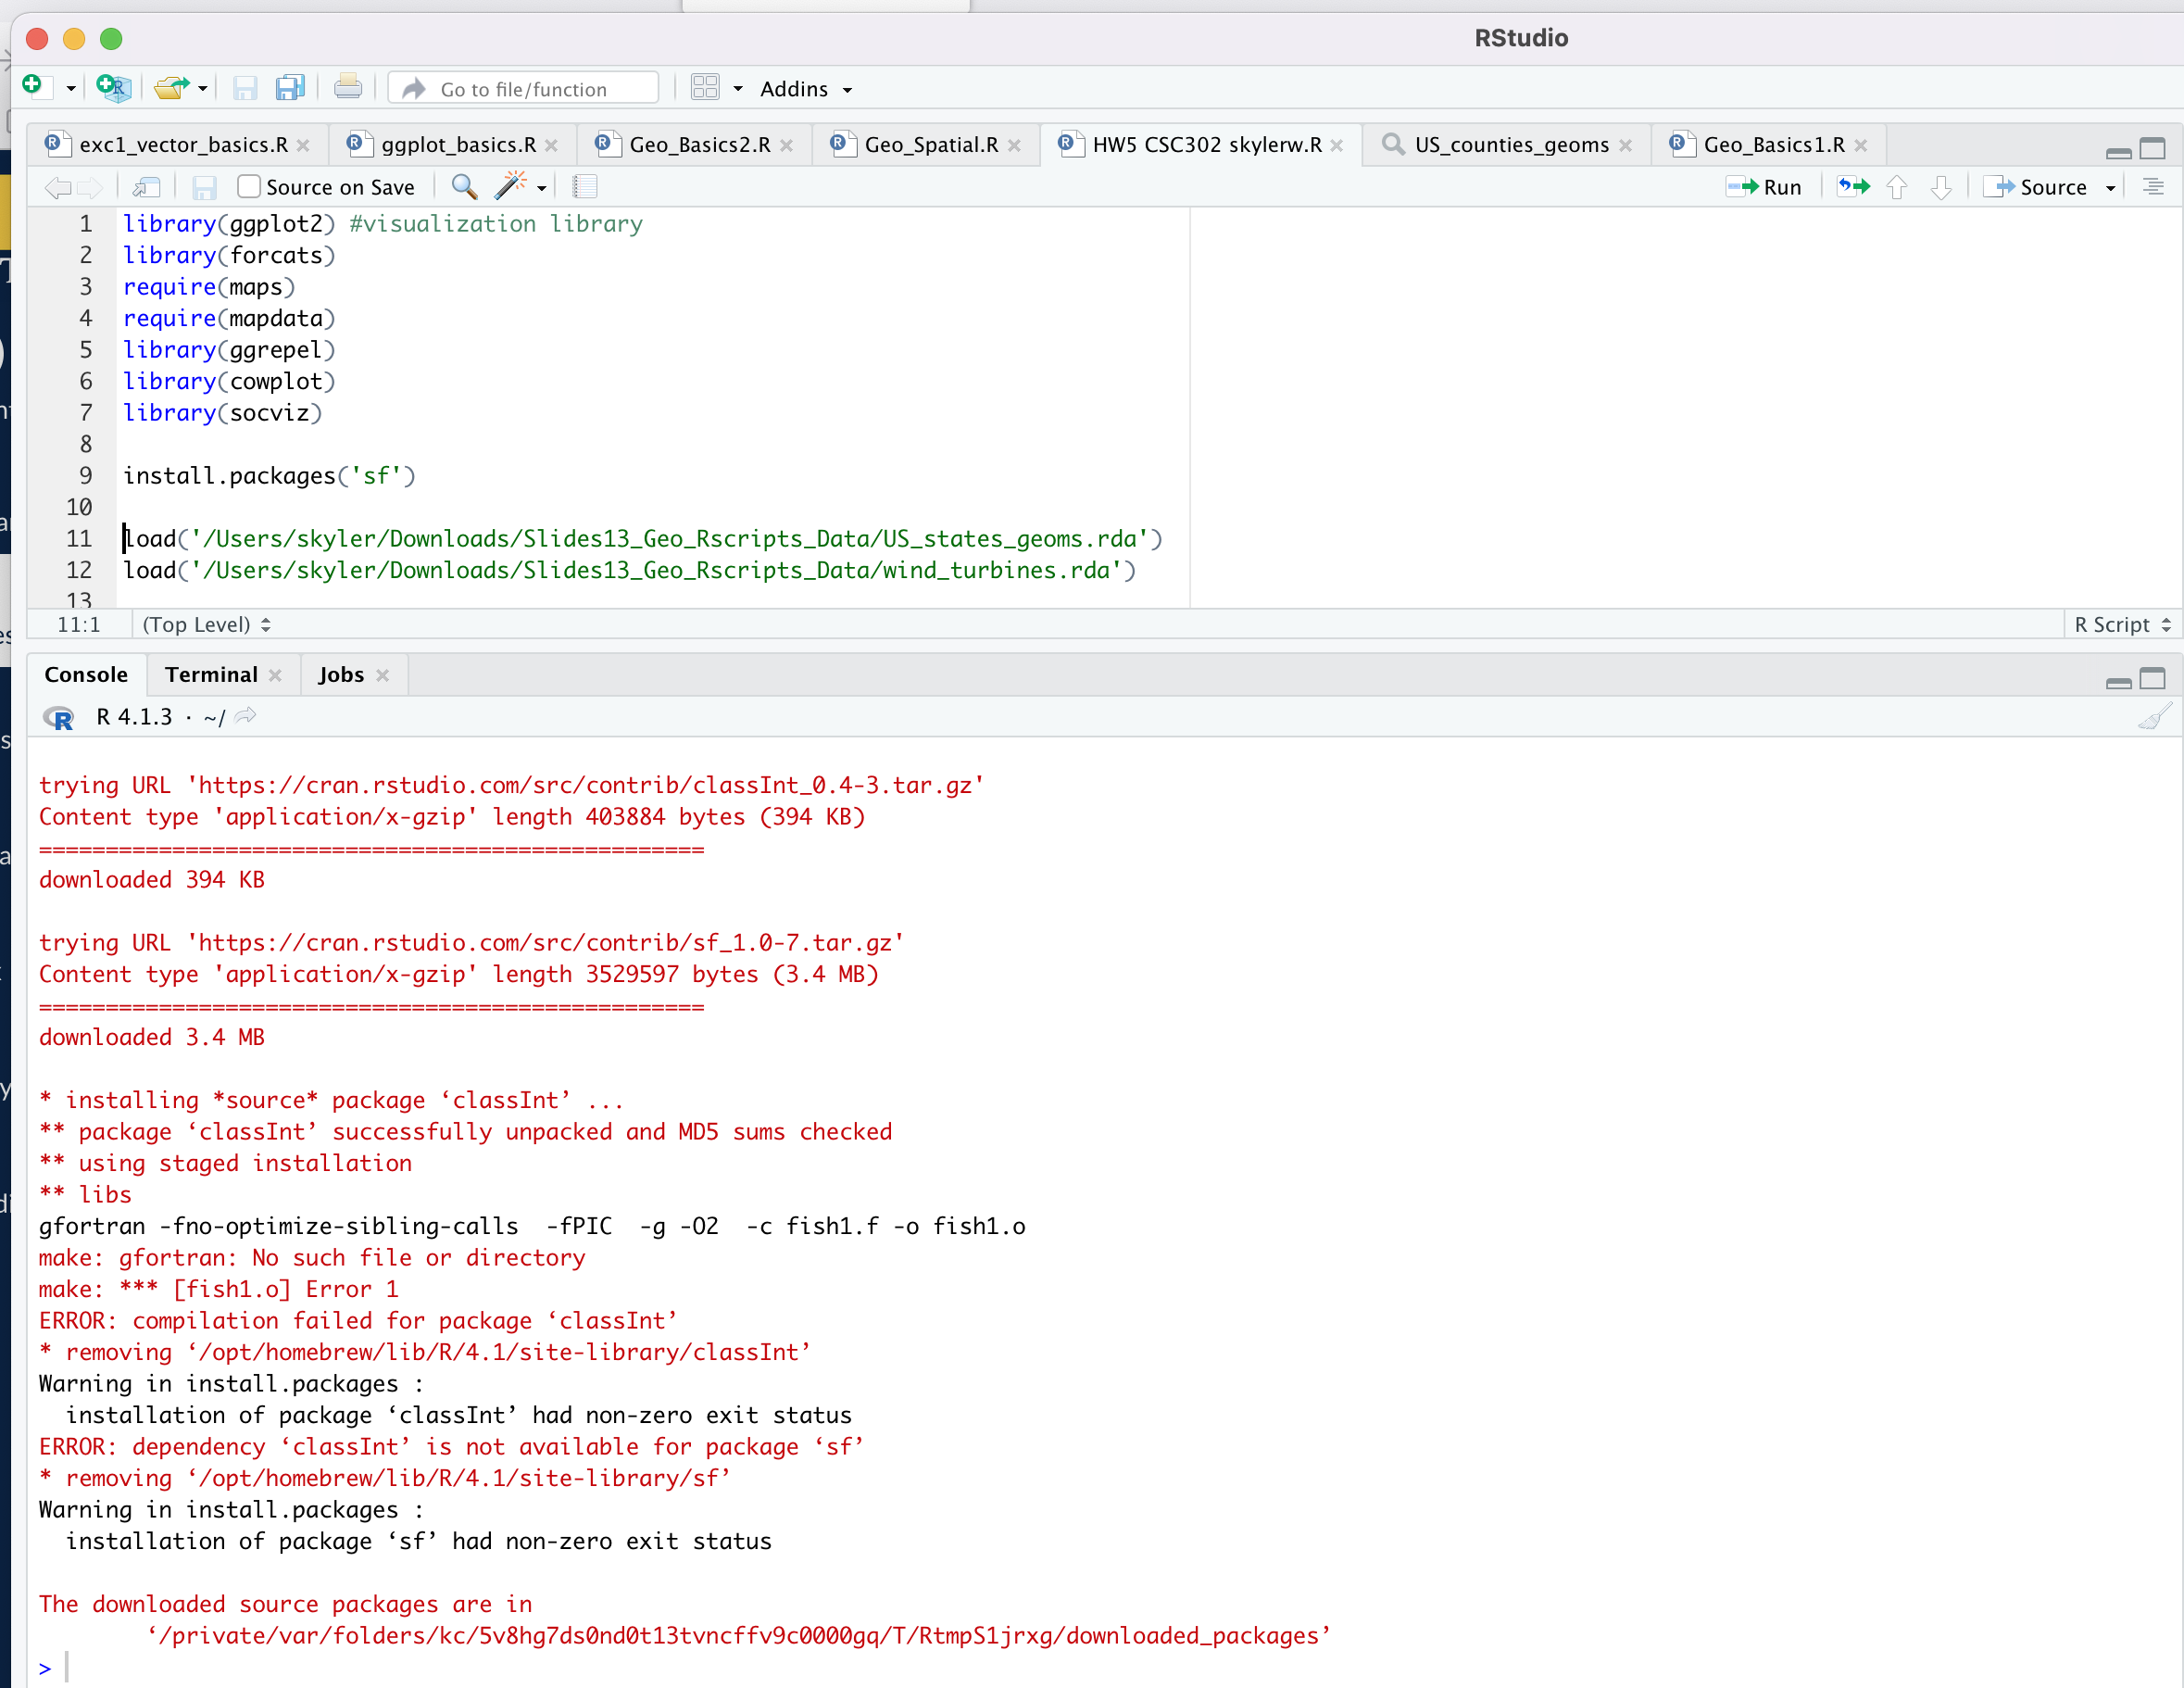 RStudio
Go to file/function
Addins
exc1_vector_basics.R
ggplot_basics.R
Geo_Basics2.R
Geo_Spatial.R
HW5 CSC302 skylerw.R
US_counties_geoms
Geo_Basics1.R
Source on Save
Run
Source
1 library(ggplot2) #visualization library
2 library(forcats)
3 require(maps)
4 require(mapdata)
5 library(ggrepel)
6 library(cowplot)
7 library(socviz)
8
9 install.packages('sf')
10
11 load('/Users/skyler/Downloads/Slides13_Geo_Rscripts_Data/US_states_geoms.rda')
12 load('/Users/skyler/Downloads/Slides13_Geo_Rscripts_Data/wind_turbines.rda')
13
11:1 (Top Level) R Script
Console Terminal Jobs
R 4.1.3 · ~/
trying URL 'https://cran.rstudio.com/src/contrib/classInt_0.4-3.tar.gz'
Content type 'application/x-gzip' length 403884 bytes (394 KB)
==================================================
downloaded 394 KB
trying URL 'https://cran.rstudio.com/src/contrib/sf_1.0-7.tar.gz'
Content type 'application/x-gzip' length 3529597 bytes (3.4 MB)
==================================================
downloaded 3.4 MB
* installing *source* package ‘classInt’ ...
** package ‘classInt’ successfully unpacked and MD5 sums checked
** using staged installation
** libs
gfortran -fno-optimize-sibling-calls  -fPIC  -g -O2  -c fish1.f -o fish1.o
make: gfortran: No such file or directory
make: *** [fish1.o] Error 1
ERROR: compilation failed for package ‘classInt’
* removing ‘/opt/homebrew/lib/R/4.1/site-library/classInt’
Warning in install.packages :
  installation of package ‘classInt’ had non-zero exit status
ERROR: dependency ‘classInt’ is not available for package ‘sf’
* removing ‘/opt/homebrew/lib/R/4.1/site-library/sf’
Warning in install.packages :
  installation of package ‘sf’ had non-zero exit status
The downloaded source packages are in
‘/private/var/folders/kc/5v8hg7ds0nd0t13tvncffv9c0000gq/T/RtmpS1jrxg/downloaded_packages’
>